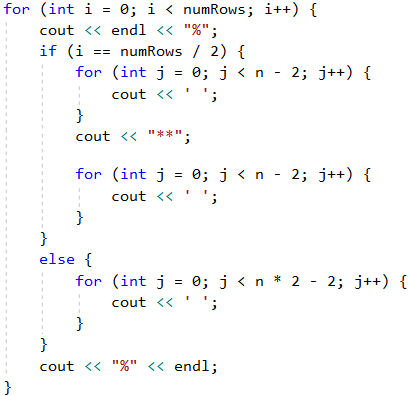 for (int i = 0; i < numRows; i++) {
    cout << endl << "%";
    if (i == numRows / 2) {
        for (int j = 0; j < n - 2; j++) {
            cout << ' ';
        }
        cout << "**";

        for (int j = 0; j < n - 2; j++) {
            cout << ' ';
        }
    }
    else {
        for (int j = 0; j < n * 2 - 2; j++) {
            cout << ' ';
        }
    }
    cout << "%" << endl;
}